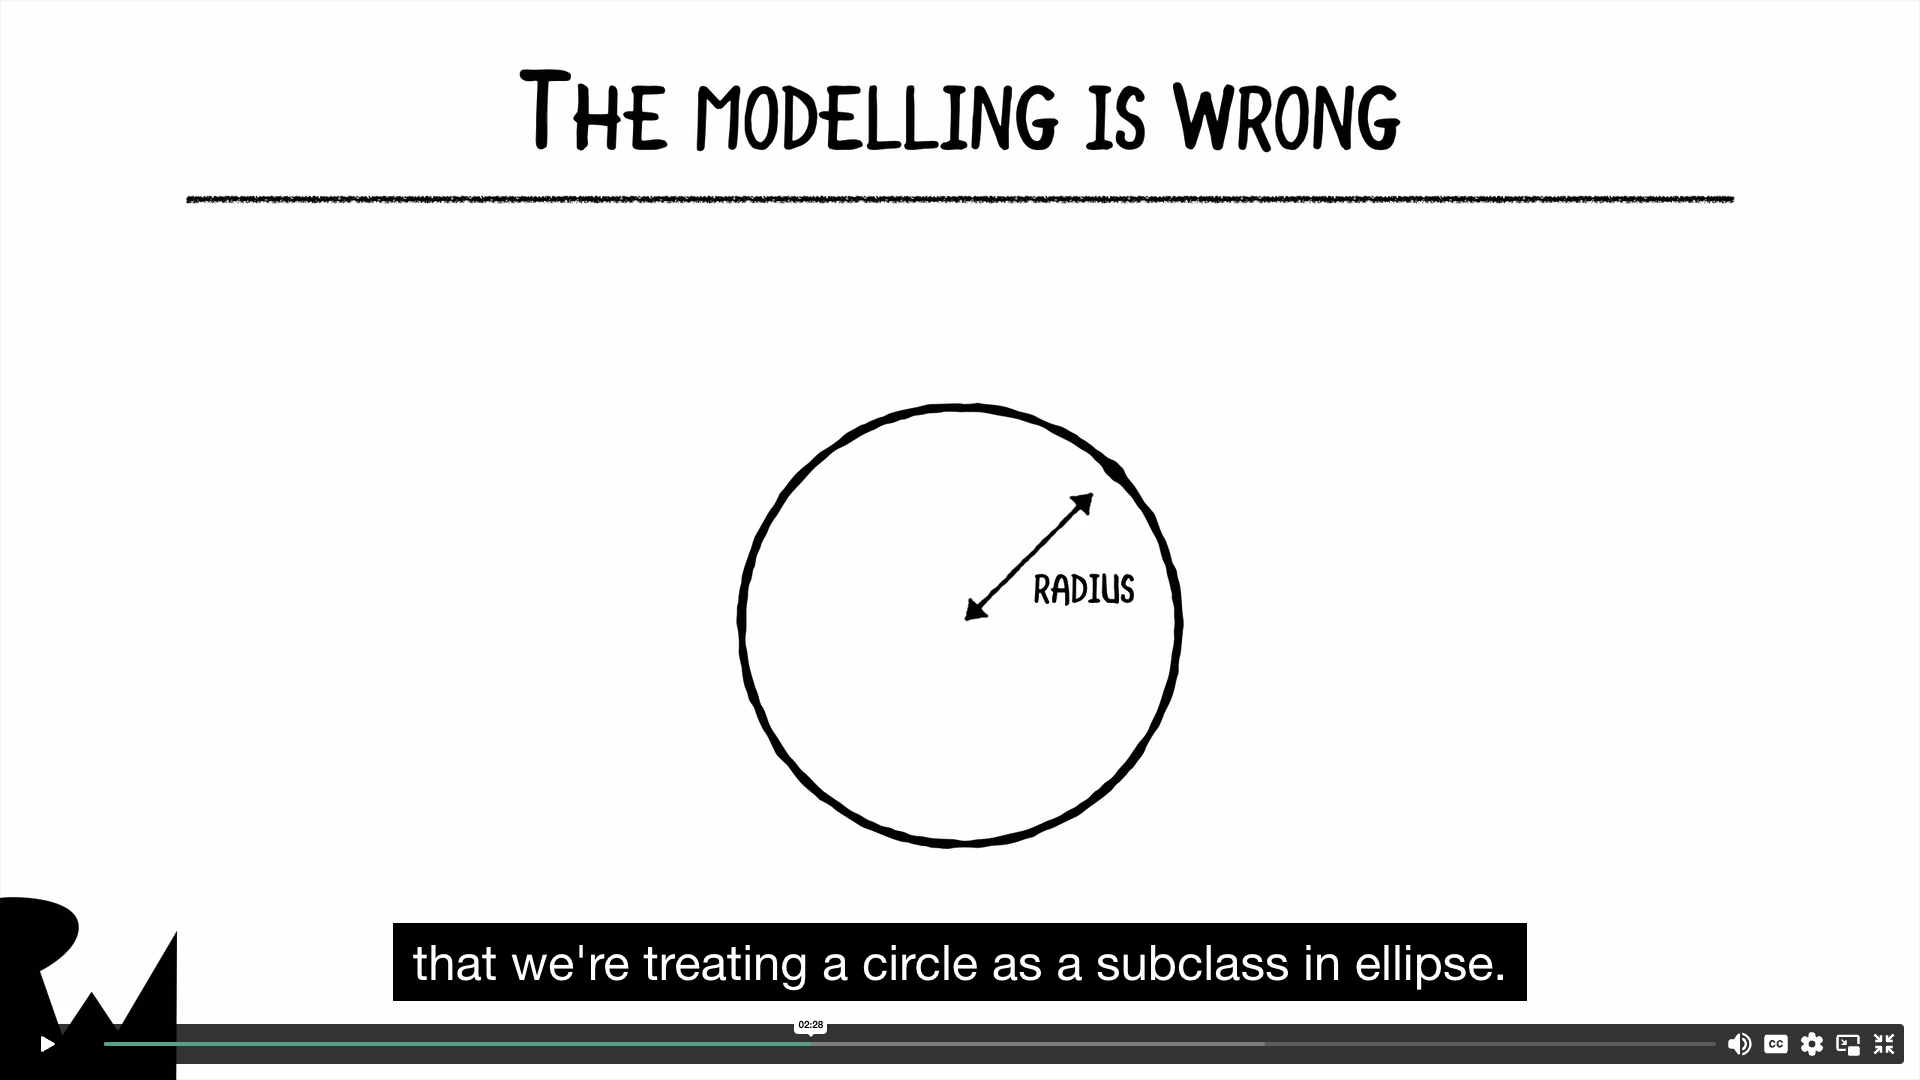 THE MODELLING IS WRONG
RADIUS
that we're treating a circle as a subclass in ellipse.
02:28
CC